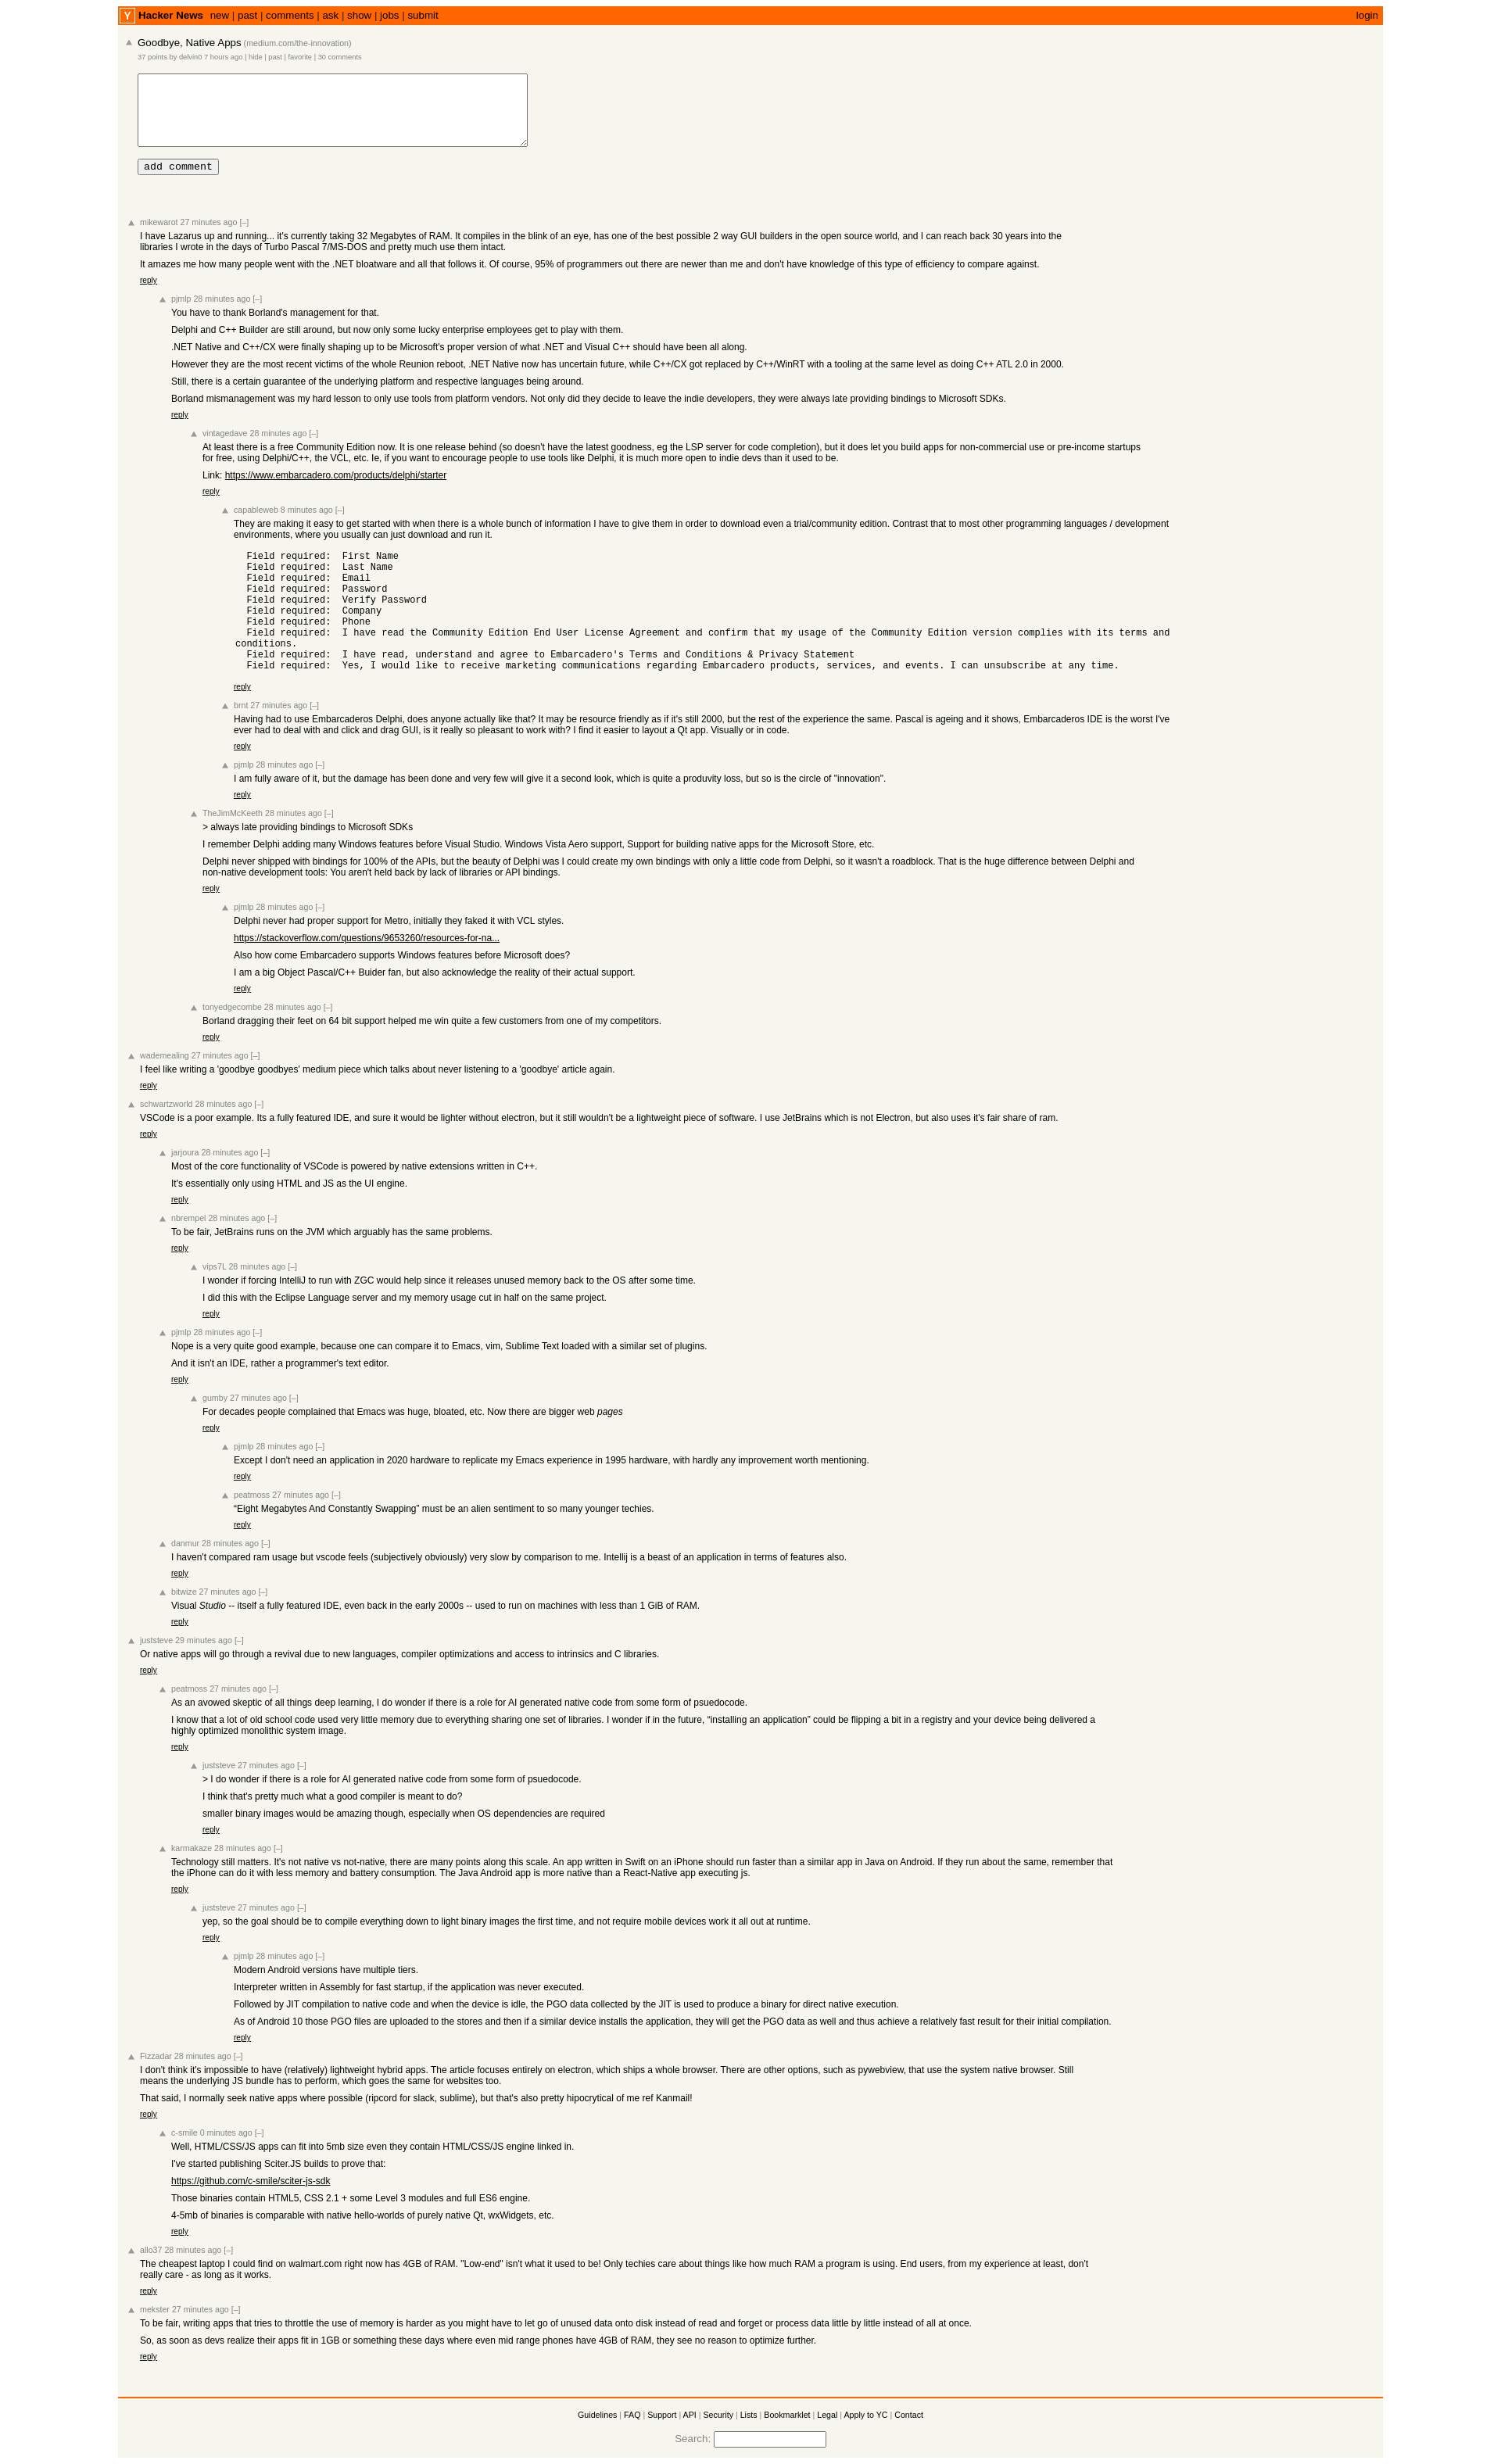 Y Hacker News new | past | comments | ask | show | jobs | submit login
Goodbye, Native Apps (medium.com/the-innovation)
37 points by delvin0 7 hours ago | hide | past | favorite | 30 comments
add comment
mikewarot 27 minutes ago [–]
I have Lazarus up and running... it's currently taking 32 Megabytes of RAM. It compiles in the blink of an eye, has one of the best possible 2 way GUI builders in the open source world, and I can reach back 30 years into the
libraries I wrote in the days of Turbo Pascal 7/MS-DOS and pretty much use them intact.
It amazes me how many people went with the .NET bloatware and all that follows it. Of course, 95% of programmers out there are newer than me and don't have knowledge of this type of efficiency to compare against.
reply
pjmlp 28 minutes ago [–]
You have to thank Borland's management for that.
Delphi and C++ Builder are still around, but now only some lucky enterprise employees get to play with them.
.NET Native and C++/CX were finally shaping up to be Microsoft's proper version of what .NET and Visual C++ should have been all along.
However they are the most recent victims of the whole Reunion reboot, .NET Native now has uncertain future, while C++/CX got replaced by C++/WinRT with a tooling at the same level as doing C++ ATL 2.0 in 2000.
Still, there is a certain guarantee of the underlying platform and respective languages being around.
Borland mismanagement was my hard lesson to only use tools from platform vendors. Not only did they decide to leave the indie developers, they were always late providing bindings to Microsoft SDKs.
reply
vintagedave 28 minutes ago [–]
At least there is a free Community Edition now. It is one release behind (so doesn't have the latest goodness, eg the LSP server for code completion), but it does let you build apps for non-commercial use or pre-income startups
for free, using Delphi/C++, the VCL, etc. Ie, if you want to encourage people to use tools like Delphi, it is much more open to indie devs than it used to be.
Link: https://www.embarcadero.com/products/delphi/starter
reply
capableweb 8 minutes ago [–]
They are making it easy to get started with when there is a whole bunch of information I have to give them in order to download even a trial/community edition. Contrast that to most other programming languages / development
environments, where you usually can just download and run it.
Field required: First Name
Field required: Last Name
Field required: Email
Field required: Password
Field required: Verify Password
Field required: Company
Field required: Phone
Field required: I have read the Community Edition End User License Agreement and confirm that my usage of the Community Edition version complies with its terms and
conditions.
Field required: I have read, understand and agree to Embarcadero's Terms and Conditions & Privacy Statement
Field required: Yes, I would like to receive marketing communications regarding Embarcadero products, services, and events. I can unsubscribe at any time.
reply
brnt 27 minutes ago [–]
Having had to use Embarcaderos Delphi, does anyone actually like that? It may be resource friendly as if it's still 2000, but the rest of the experience the same. Pascal is ageing and it shows, Embarcaderos IDE is the worst I've
ever had to deal with and click and drag GUI, is it really so pleasant to work with? I find it easier to layout a Qt app. Visually or in code.
reply
pjmlp 28 minutes ago [–]
I am fully aware of it, but the damage has been done and very few will give it a second look, which is quite a produvity loss, but so is the circle of "innovation".
reply
TheJimMcKeeth 28 minutes ago [–]
> always late providing bindings to Microsoft SDKs
I remember Delphi adding many Windows features before Visual Studio. Windows Vista Aero support, Support for building native apps for the Microsoft Store, etc.
Delphi never shipped with bindings for 100% of the APIs, but the beauty of Delphi was I could create my own bindings with only a little code from Delphi, so it wasn't a roadblock. That is the huge difference between Delphi and
non-native development tools: You aren't held back by lack of libraries or API bindings.
reply
pjmlp 28 minutes ago [–]
Delphi never had proper support for Metro, initially they faked it with VCL styles.
https://stackoverflow.com/questions/9653260/resources-for-na...
Also how come Embarcadero supports Windows features before Microsoft does?
I am a big Object Pascal/C++ Buider fan, but also acknowledge the reality of their actual support.
reply
tonyedgecombe 28 minutes ago [–]
Borland dragging their feet on 64 bit support helped me win quite a few customers from one of my competitors.
reply
wademealing 27 minutes ago [–]
I feel like writing a 'goodbye goodbyes' medium piece which talks about never listening to a 'goodbye' article again.
reply
schwartzworld 28 minutes ago [–]
VSCode is a poor example. Its a fully featured IDE, and sure it would be lighter without electron, but it still wouldn't be a lightweight piece of software. I use JetBrains which is not Electron, but also uses it's fair share of ram.
reply
jarjoura 28 minutes ago [–]
Most of the core functionality of VSCode is powered by native extensions written in C++.
It's essentially only using HTML and JS as the UI engine.
reply
nbrempel 28 minutes ago [–]
To be fair, JetBrains runs on the JVM which arguably has the same problems.
reply
vips7L 28 minutes ago [–]
I wonder if forcing IntelliJ to run with ZGC would help since it releases unused memory back to the OS after some time.
I did this with the Eclipse Language server and my memory usage cut in half on the same project.
reply
pjmlp 28 minutes ago [–]
Nope is a very quite good example, because one can compare it to Emacs, vim, Sublime Text loaded with a similar set of plugins.
And it isn't an IDE, rather a programmer's text editor.
reply
gumby 27 minutes ago [–]
For decades people complained that Emacs was huge, bloated, etc. Now there are bigger web pages
reply
pjmlp 28 minutes ago [–]
Except I don't need an application in 2020 hardware to replicate my Emacs experience in 1995 hardware, with hardly any improvement worth mentioning.
reply
peatmoss 27 minutes ago [–]
“Eight Megabytes And Constantly Swapping” must be an alien sentiment to so many younger techies.
reply
danmur 28 minutes ago [–]
I haven't compared ram usage but vscode feels (subjectively obviously) very slow by comparison to me. Intellij is a beast of an application in terms of features also.
reply
bitwize 27 minutes ago [–]
Visual Studio -- itself a fully featured IDE, even back in the early 2000s -- used to run on machines with less than 1 GiB of RAM.
reply
juststeve 29 minutes ago [–]
Or native apps will go through a revival due to new languages, compiler optimizations and access to intrinsics and C libraries.
reply
peatmoss 27 minutes ago [–]
As an avowed skeptic of all things deep learning, I do wonder if there is a role for AI generated native code from some form of psuedocode.
I know that a lot of old school code used very little memory due to everything sharing one set of libraries. I wonder if in the future, “installing an application” could be flipping a bit in a registry and your device being delivered a
highly optimized monolithic system image.
reply
juststeve 27 minutes ago [–]
> I do wonder if there is a role for AI generated native code from some form of psuedocode.
I think that's pretty much what a good compiler is meant to do?
smaller binary images would be amazing though, especially when OS dependencies are required
reply
karmakaze 28 minutes ago [–]
Technology still matters. It's not native vs not-native, there are many points along this scale. An app written in Swift on an iPhone should run faster than a similar app in Java on Android. If they run about the same, remember that
the iPhone can do it with less memory and battery consumption. The Java Android app is more native than a React-Native app executing js.
reply
juststeve 27 minutes ago [–]
yep, so the goal should be to compile everything down to light binary images the first time, and not require mobile devices work it all out at runtime.
reply
pjmlp 28 minutes ago [–]
Modern Android versions have multiple tiers.
Interpreter written in Assembly for fast startup, if the application was never executed.
Followed by JIT compilation to native code and when the device is idle, the PGO data collected by the JIT is used to produce a binary for direct native execution.
As of Android 10 those PGO files are uploaded to the stores and then if a similar device installs the application, they will get the PGO data as well and thus achieve a relatively fast result for their initial compilation.
reply
Fizzadar 28 minutes ago [–]
I don't think it's impossible to have (relatively) lightweight hybrid apps. The article focuses entirely on electron, which ships a whole browser. There are other options, such as pywebview, that use the system native browser. Still
means the underlying JS bundle has to perform, which goes the same for websites too.
That said, I normally seek native apps where possible (ripcord for slack, sublime), but that's also pretty hipocrytical of me ref Kanmail!
reply
c-smile 0 minutes ago [–]
Well, HTML/CSS/JS apps can fit into 5mb size even they contain HTML/CSS/JS engine linked in.
I've started publishing Sciter.JS builds to prove that:
https://github.com/c-smile/sciter-js-sdk
Those binaries contain HTML5, CSS 2.1 + some Level 3 modules and full ES6 engine.
4-5mb of binaries is comparable with native hello-worlds of purely native Qt, wxWidgets, etc.
reply
allo37 28 minutes ago [–]
The cheapest laptop I could find on walmart.com right now has 4GB of RAM. "Low-end" isn't what it used to be! Only techies care about things like how much RAM a program is using. End users, from my experience at least, don't
really care - as long as it works.
reply
mekster 27 minutes ago [–]
To be fair, writing apps that tries to throttle the use of memory is harder as you might have to let go of unused data onto disk instead of read and forget or process data little by little instead of all at once.
So, as soon as devs realize their apps fit in 1GB or something these days where even mid range phones have 4GB of RAM, they see no reason to optimize further.
reply
Guidelines | FAQ | Support | API | Security | Lists | Bookmarklet | Legal | Apply to YC | Contact
Search: